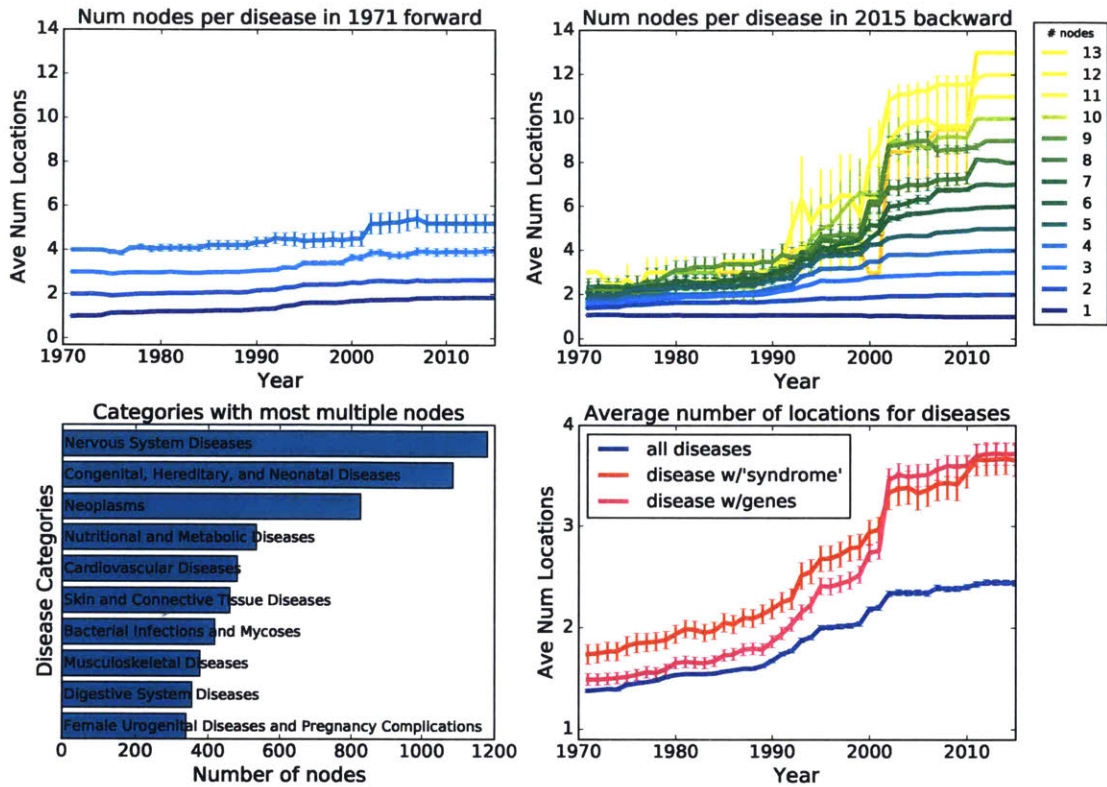 Num nodes per disease in 1971 forward
14
12
10
8
6
4
2
0
Ave Num Locations
1970
1980
1990
2000
2010
Year
Num nodes per disease in 2015 backward
14
12
10
8
6
4
2
0
Ave Num Locations
1970
1980
1990
2000
2010
Year
# nodes
13
12
11
10
9
8
7
6
5
4
3
2
1
Categories with most multiple nodes
Disease Categories
Nervous System Diseases
Congenital, Hereditary, and Neonatal Diseases
Neoplasms
Nutritional and Metabolic Diseases
Cardiovascular Diseases
Skin and Connective Tissue Diseases
Bacterial Infections and Mycoses
Musculoskeletal Diseases
Digestive System Diseases
Female Urogenital Diseases and Pregnancy Complications
0
200
400
600
800
1000
1200
Number of nodes
Average number of locations for diseases
4
3
2
1
Ave Num Locations
all diseases
disease w/'syndrome'
disease w/genes
1970
1980
1990
2000
2010
Year